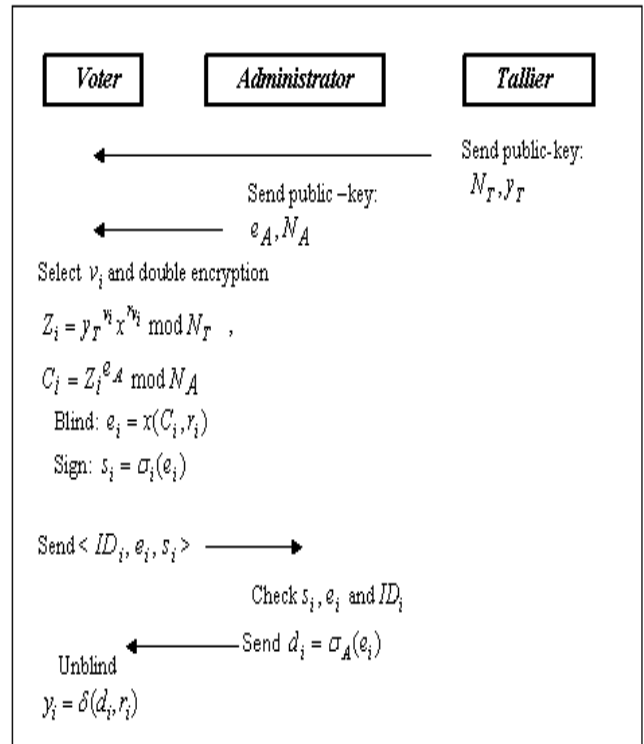 Voter Administrator Tallier
Send public-key:
N_T, y_T
Send public –key:
e_A, N_A
Select v_i and double encryption
Z_i = y_T^{v_i} x^{r_{v_i}} mod N_T ,
C_i = Z_i^{e_A} mod N_A
Blind: e_i = x(C_i, r_i)
Sign: s_i = σ_i(e_i)
Send < ID_i, e_i, s_i >
Check s_i, e_i and ID_i
Send d_i = σ_A(e_i)
Unblind
y_i = δ(d_i, r_i)